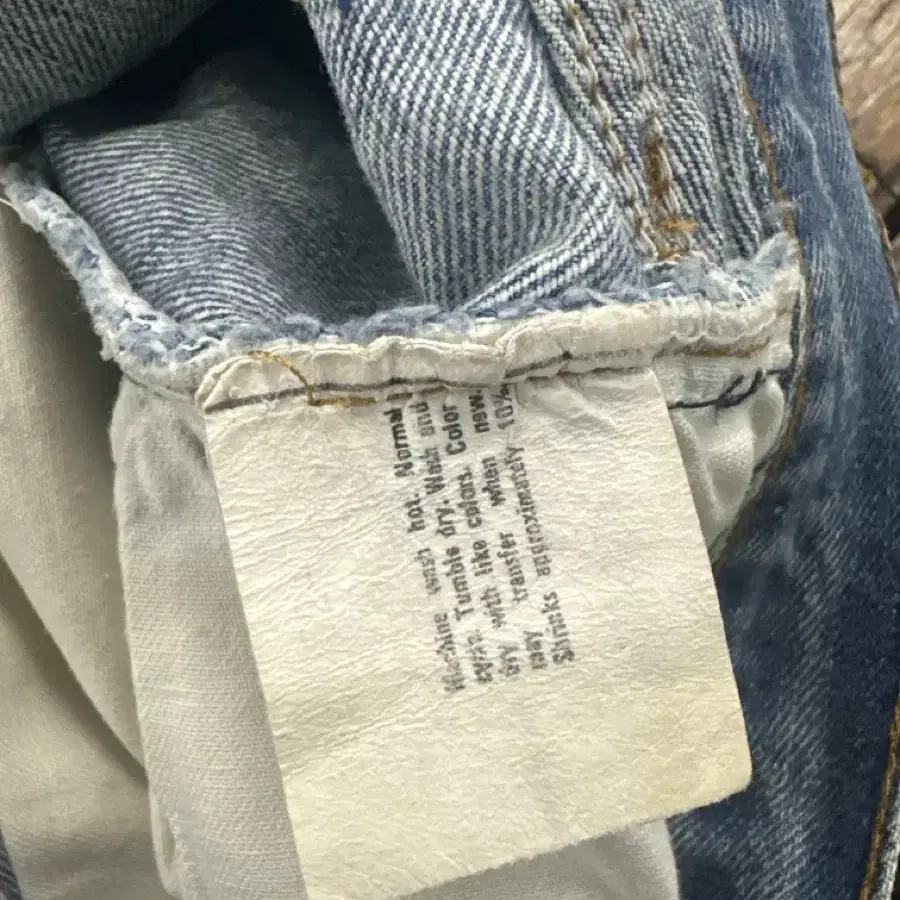 Machine wash hot. Normal
cycle. Tumble dry. Wash and
dry with like colors. Color
may transfer when new.
Shrinks approximately 10%.